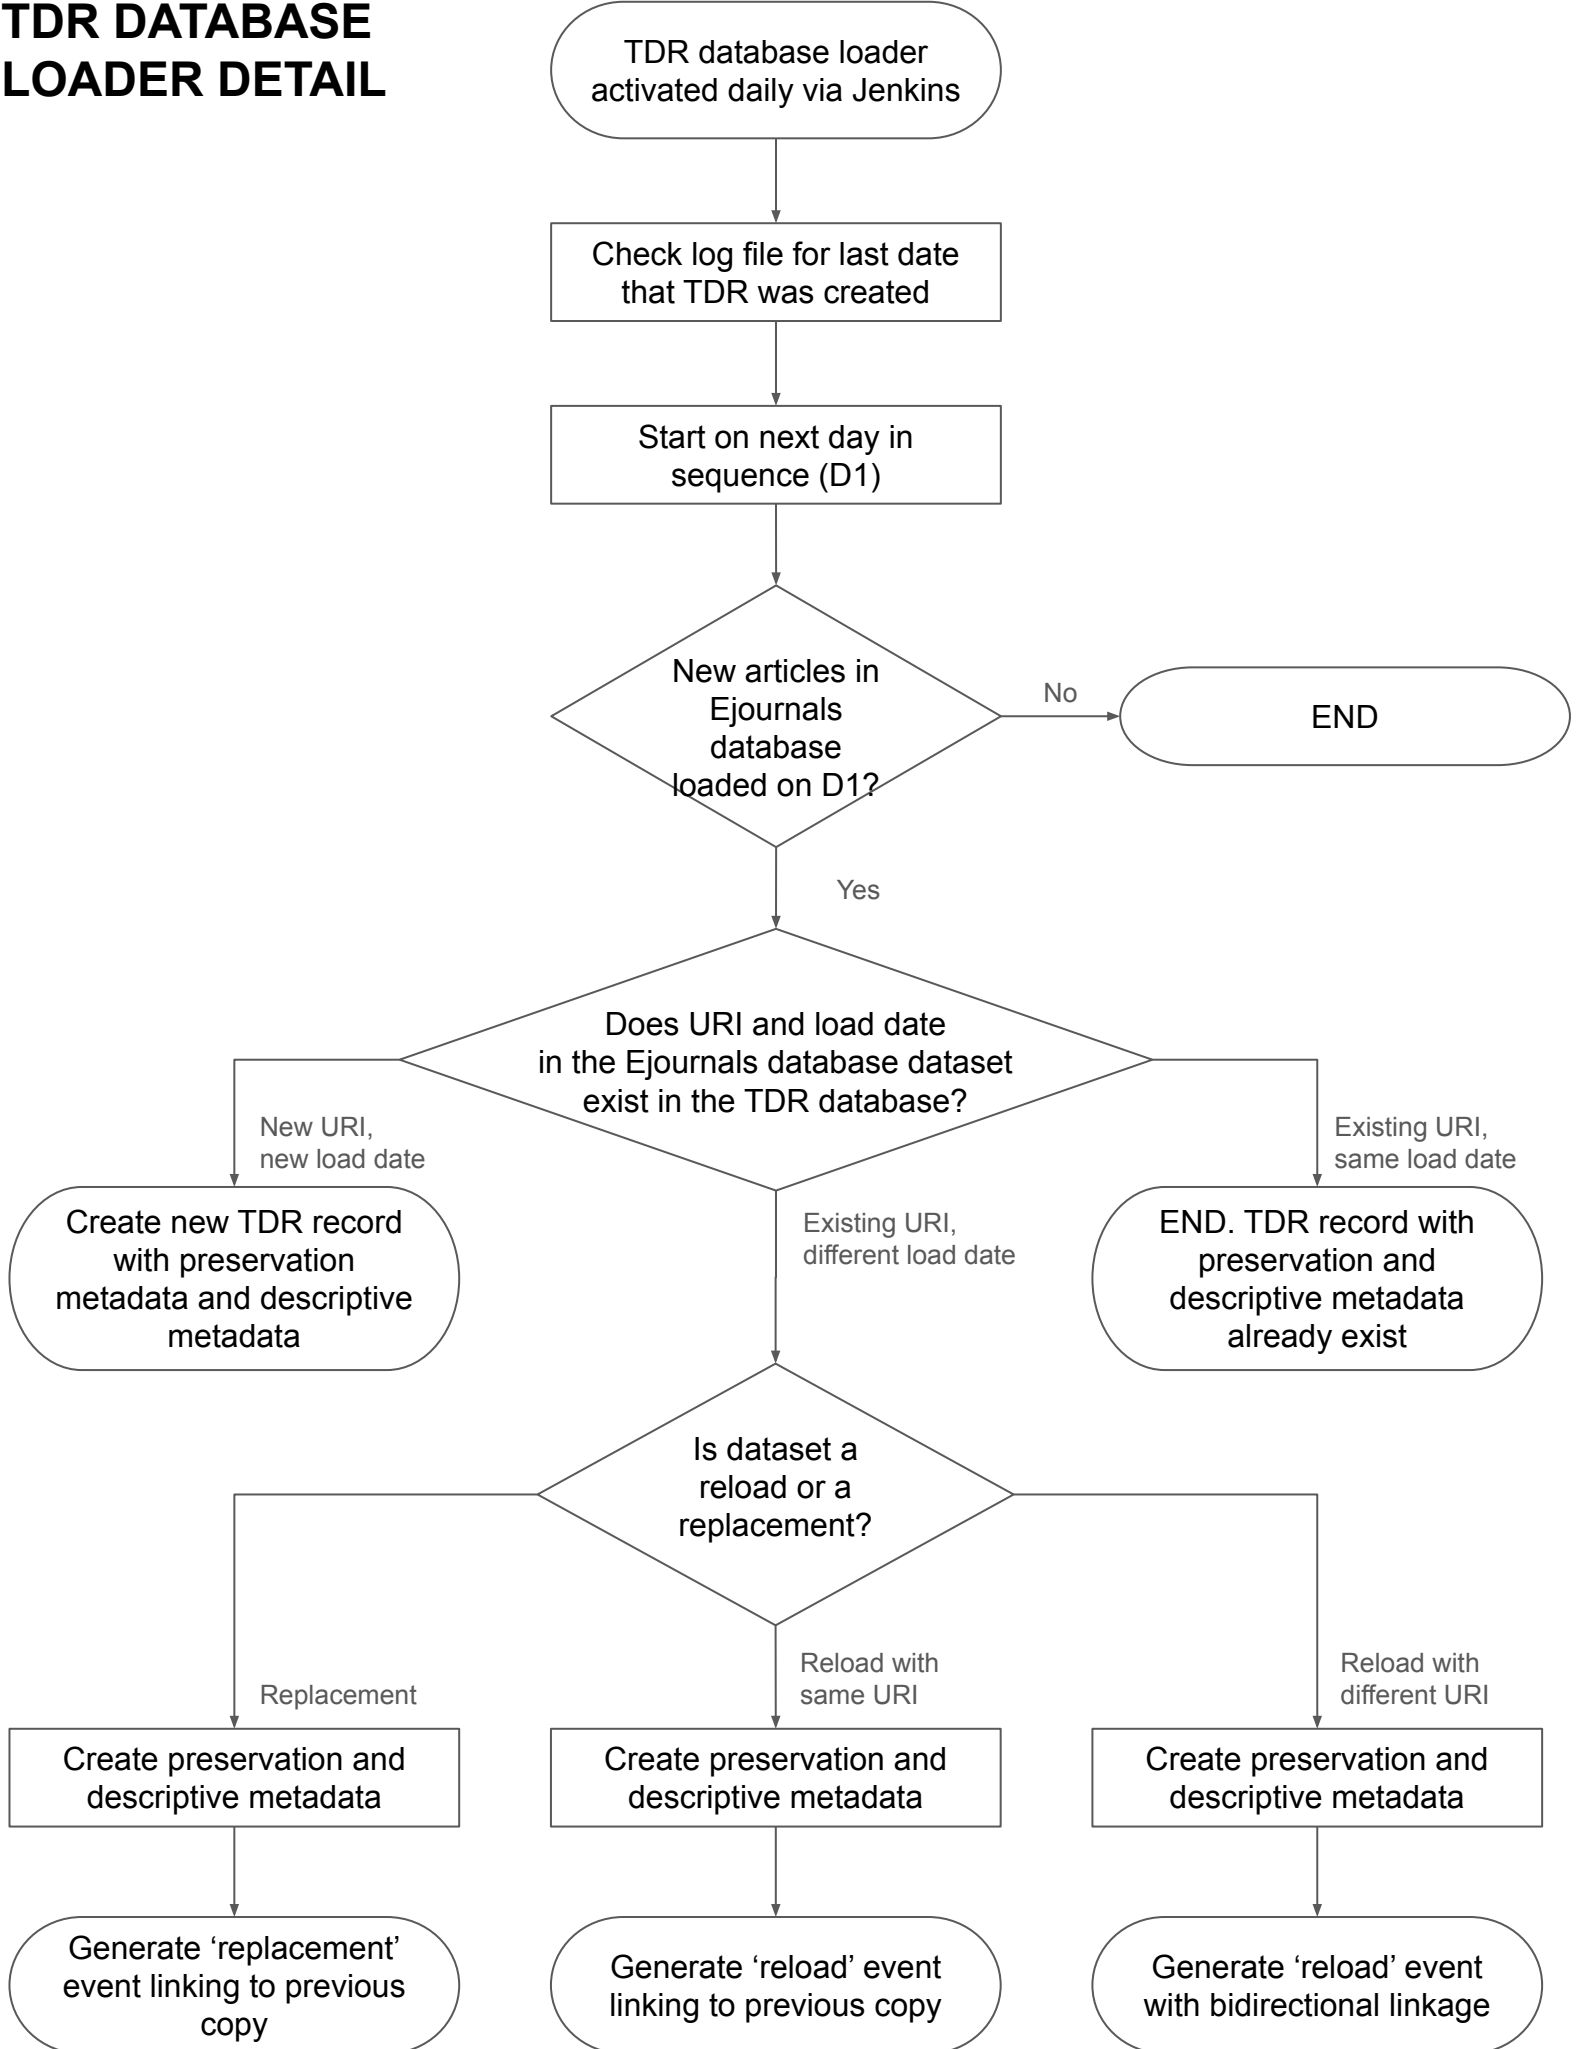 TDR DATABASE
LOADER DETAIL
TDR database loader
activated daily via Jenkins
Check log file for last date
that TDR was created
Start on next day in
sequence (D1)
New articles in
Ejournals
database
loaded on D1?
No
END
Yes
Does URI and load date
in the Ejournals database dataset
exist in the TDR database?
New URI,
new load date
Existing URI,
different load date
Existing URI,
same load date
Create new TDR record
with preservation
metadata and descriptive
metadata
END. TDR record with
preservation and
descriptive metadata
already exist
Is dataset a
reload or a
replacement?
Replacement
Reload with
same URI
Reload with
different URI
Create preservation and
descriptive metadata
Create preservation and
descriptive metadata
Create preservation and
descriptive metadata
Generate ‘replacement’
event linking to previous
copy
Generate ‘reload’ event
linking to previous copy
Generate ‘reload’ event
with bidirectional linkage